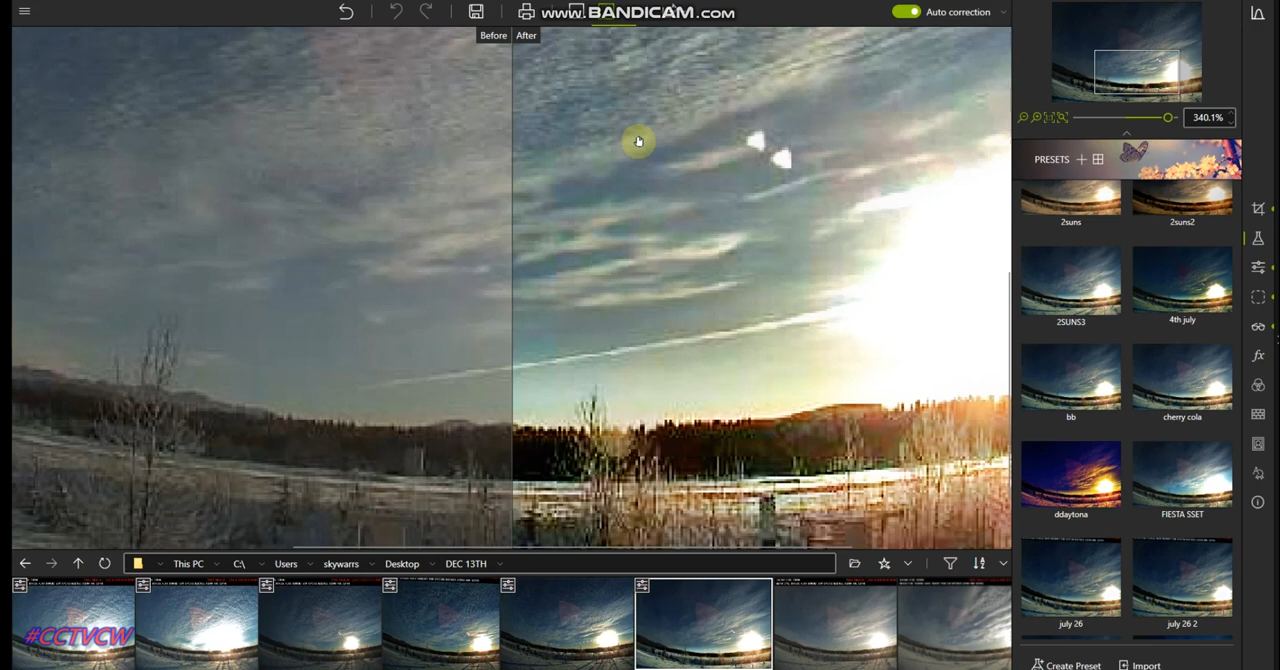 www.BANDICAM.com
Auto correction
Before
After
340.1%
PRESETS
2suns
2suns2
2SUNS3
4th july
bb
cherry cola
ddaytona
FIESTA SSET
july 26
july 26 2
This PC
C:\
Users
skywarrs
Desktop
DEC 13TH
#CCTVCW
Create Preset
Import